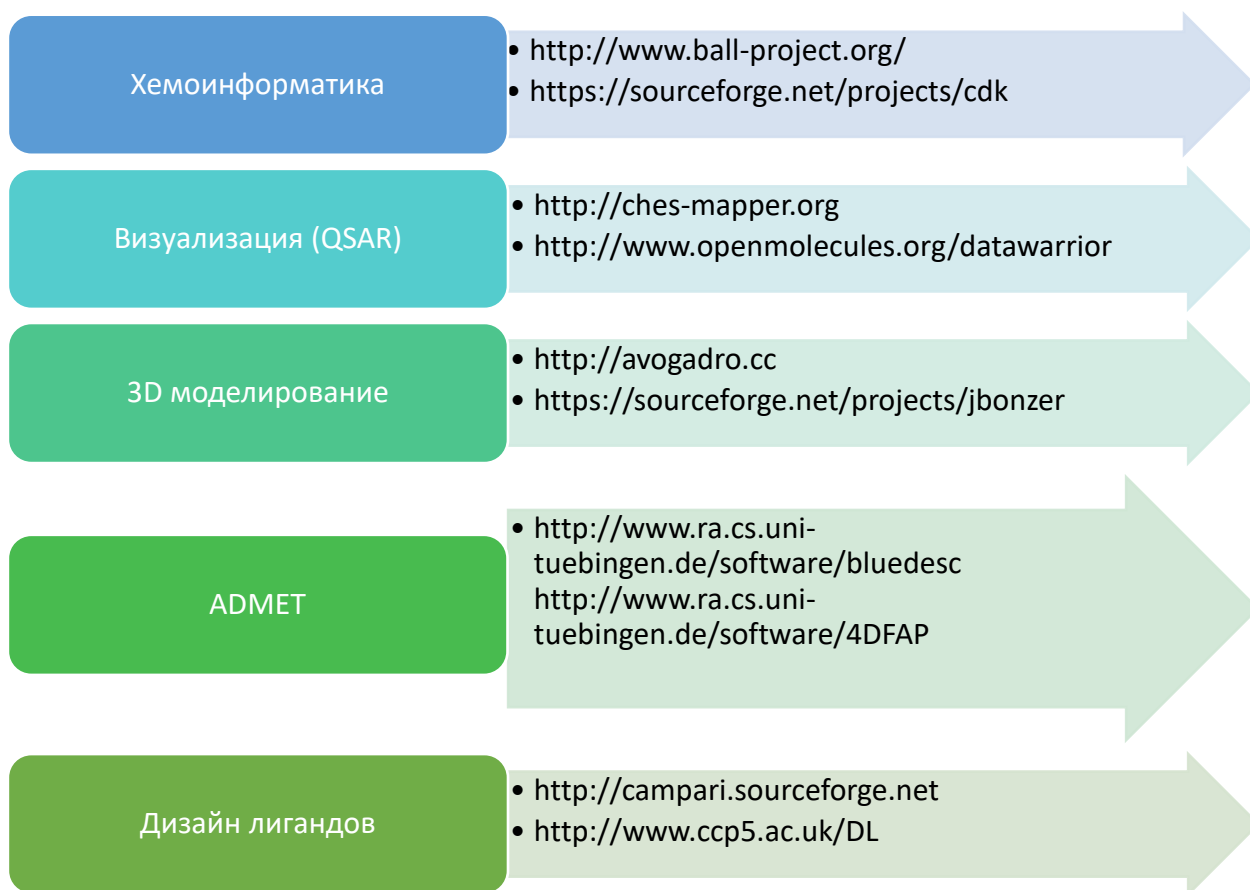 Хемоинформатика
• http://www.ball-project.org/
• https://sourceforge.net/projects/cdk
Визуализация (QSAR)
• http://ches-mapper.org
• http://www.openmolecules.org/datawarrior
3D моделирование
• http://avogadro.cc
• https://sourceforge.net/projects/jbonzer
ADMET
• http://www.ra.cs.uni-
tuebingen.de/software/bluedesc
http://www.ra.cs.uni-
tuebingen.de/software/4DFAP
Дизайн лигандов
• http://campari.sourceforge.net
• http://www.ccp5.ac.uk/DL